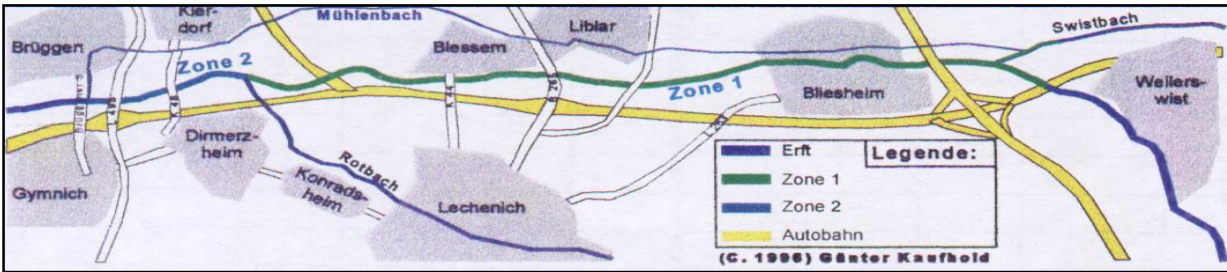 Kier-
dorf
Mühlenbach
Liblar
Swistbach
Brüggen
Blessem
Zone 2
Zone 1
Weilers-
wist
Bliesheim
Dirmerz-
heim
Rotbach
Konrads-
heim
Gymnich
Lechenich
Legende:
Erft
Zone 1
Zone 2
Autobahn
(C. 1996) Günter Kaufhold